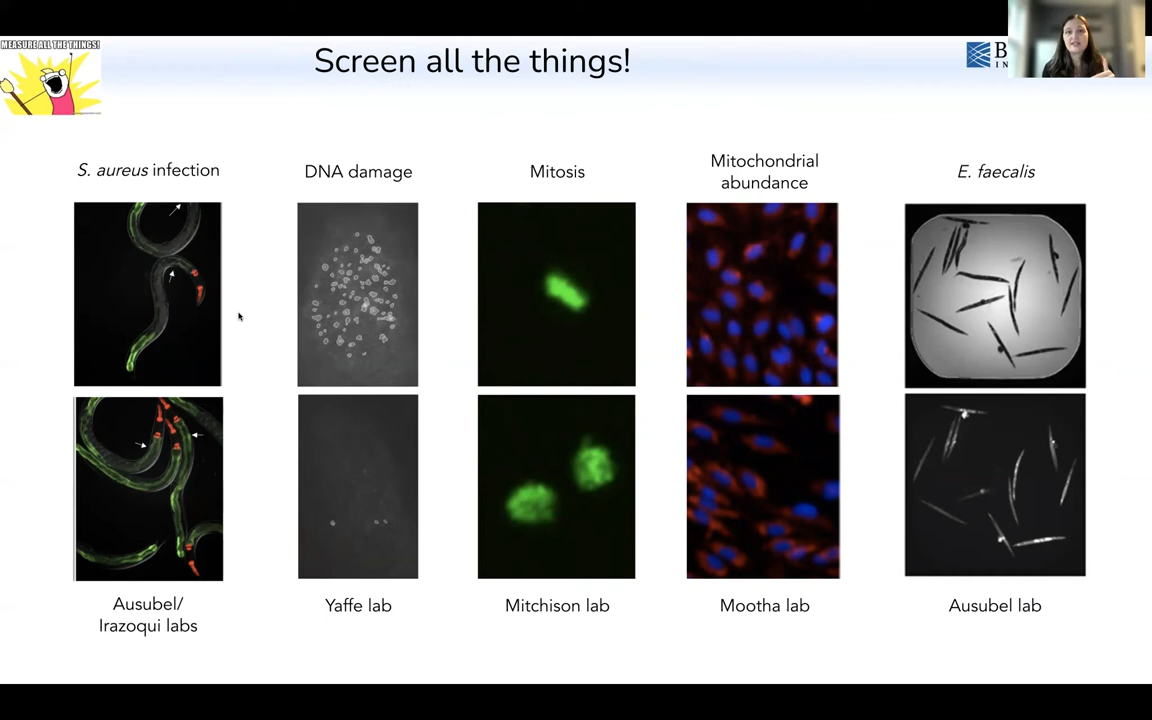 MEASURE ALL THE THINGS!
Screen all the things!
B
I N
S. aureus infection
DNA damage
Mitosis
Mitochondrial
abundance
E. faecalis
Ausubel/
Irazoqui labs
Yaffe lab
Mitchison lab
Mootha lab
Ausubel lab